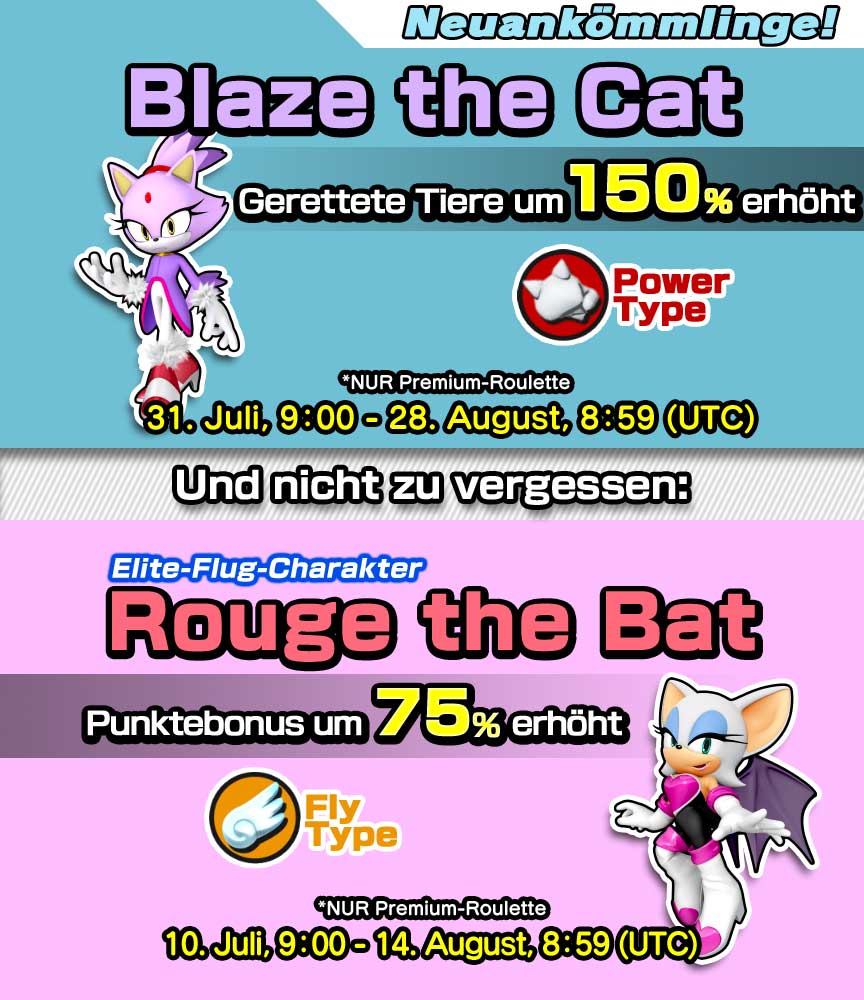 Neuankömmlinge!
Blaze the Cat
Gerettete Tiere um 150% erhöht
Power
Type
*NUR Premium-Roulette
31. Juli, 9:00 - 28. August, 8:59 (UTC)
Und nicht zu vergessen:
Elite-Flug-Charakter
Rouge the Bat
Punktebonus um 75% erhöht
Fly
Type
*NUR Premium-Roulette
10. Juli, 9:00 - 14. August, 8:59 (UTC)